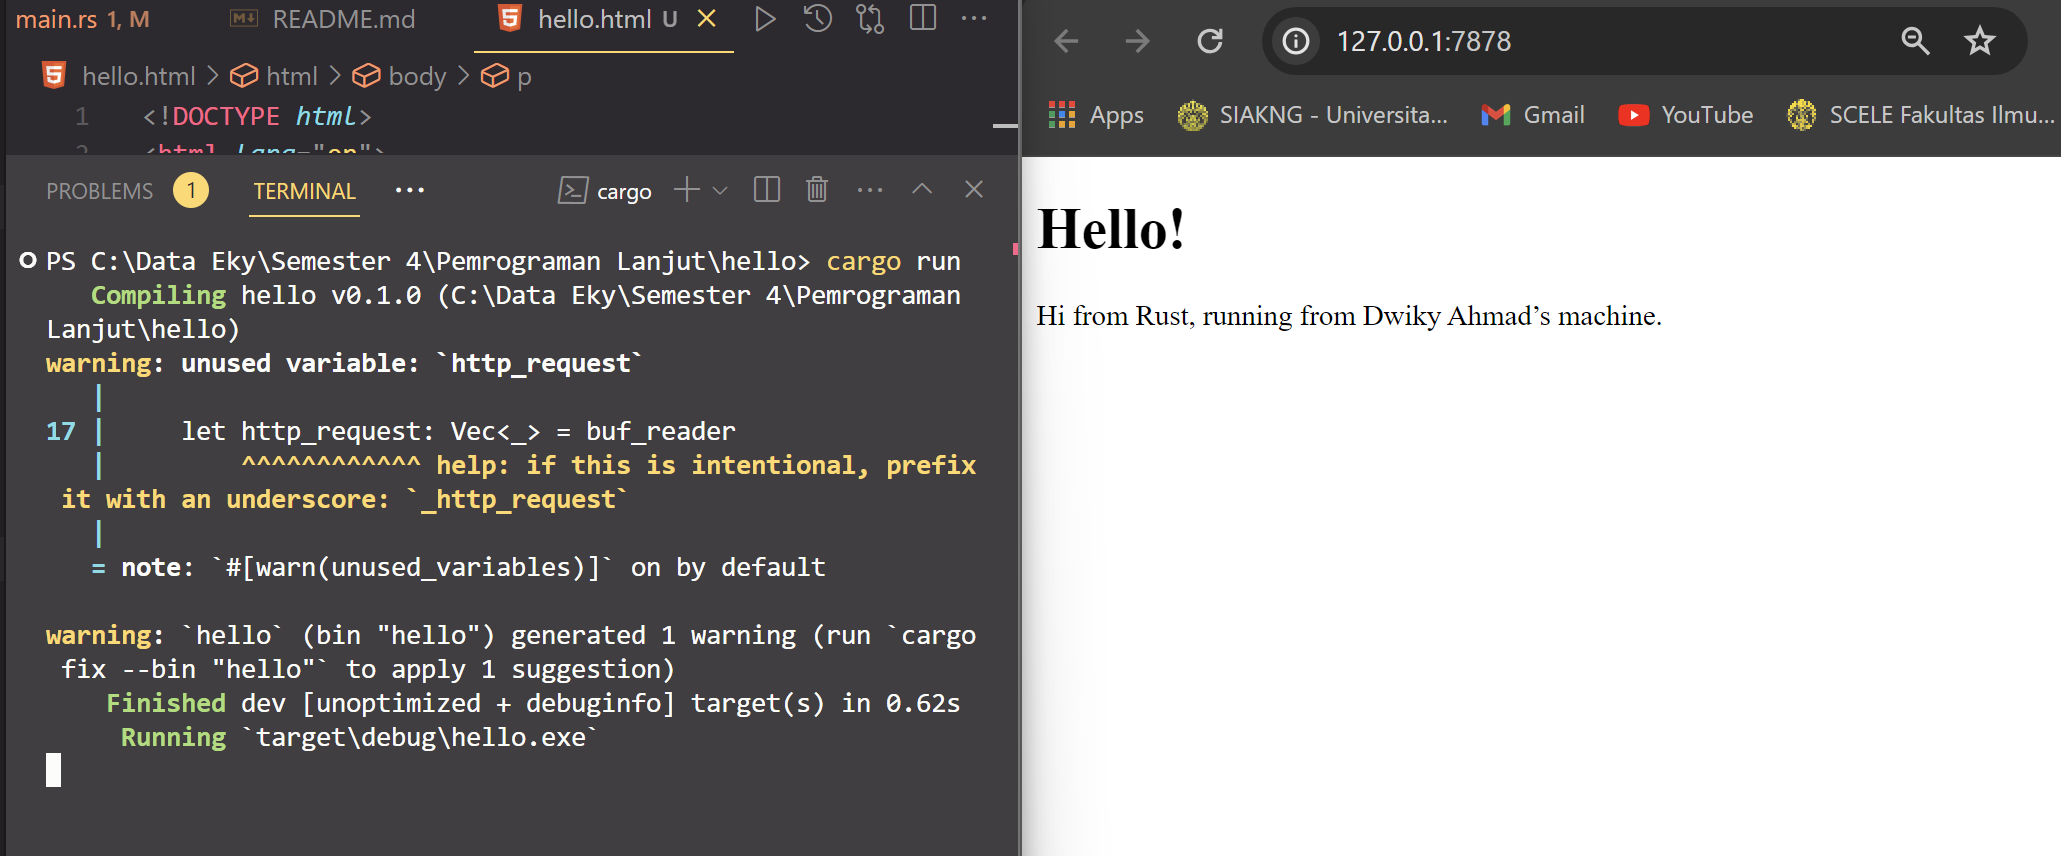 main.rs 1, M README.md hello.html U
hello.html > html > body > p
1 <!DOCTYPE html>
2 <html lang="en">
PROBLEMS 1 TERMINAL ... cargo
PS C:\Data Eky\Semester 4\Pemrograman Lanjut\hello> cargo run
Compiling hello v0.1.0 (C:\Data Eky\Semester 4\Pemrograman
Lanjut\hello)
warning: unused variable: `http_request`
|
17 | let http_request: Vec<_> = buf_reader
| ^^^^^^^^^^^^ help: if this is intentional, prefix
it with an underscore: `_http_request`
|
= note: `#[warn(unused_variables)]` on by default
warning: `hello` (bin "hello") generated 1 warning (run `cargo
fix --bin "hello"` to apply 1 suggestion)
Finished dev [unoptimized + debuginfo] target(s) in 0.62s
Running `target\debug\hello.exe`
127.0.0.1:7878
Apps SIAKNG - Universita... Gmail YouTube SCELE Fakultas Ilmu...
Hello!
Hi from Rust, running from Dwiky Ahmad’s machine.